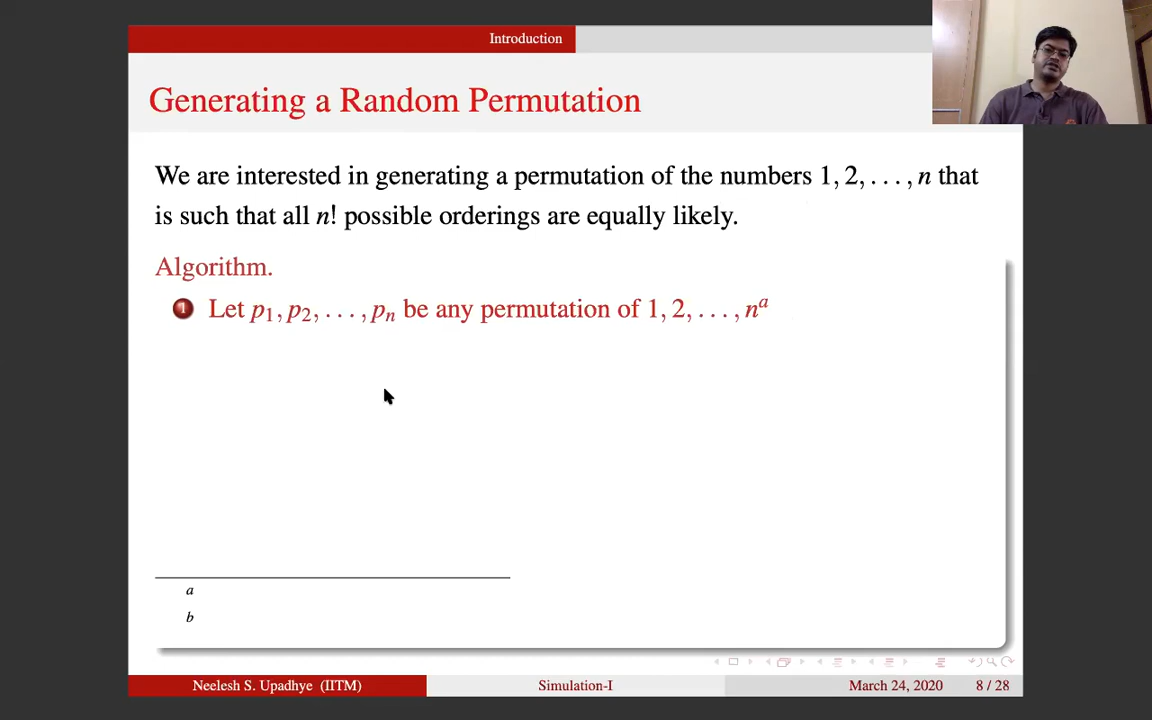 Introduction
Generating a Random Permutation
We are interested in generating a permutation of the numbers 1, 2, . . . , n that
is such that all n! possible orderings are equally likely.
Algorithm.
1 Let p₁, p₂, . . . , pₙ be any permutation of 1, 2, . . . , nᵃ
a
b
Neelesh S. Upadhye (IITM) Simulation-I March 24, 2020 8 / 28